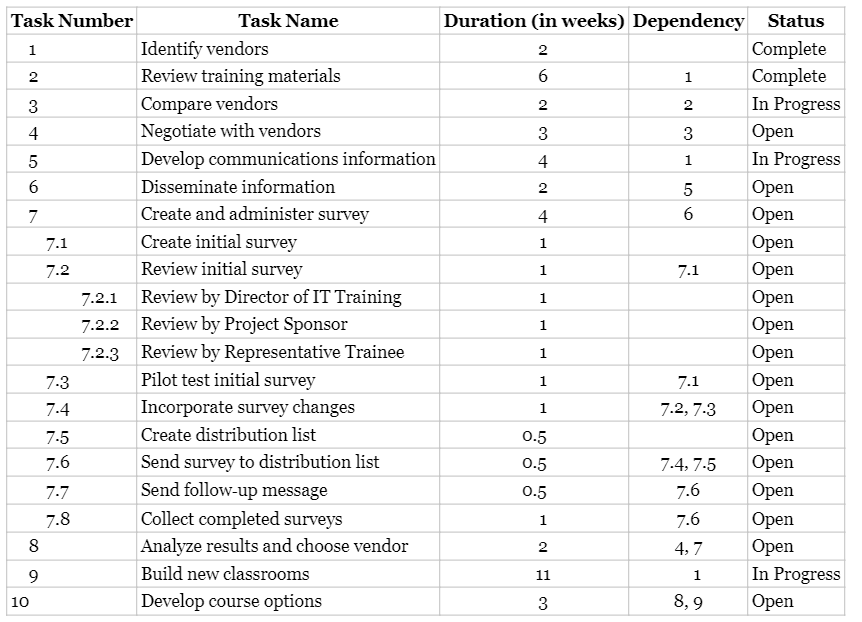 Task Number Task Name Duration (in weeks) Dependency Status
1 Identify vendors 2 Complete
2 Review training materials 6 1 Complete
3 Compare vendors 2 2 In Progress
4 Negotiate with vendors 3 3 Open
5 Develop communications information 4 1 In Progress
6 Disseminate information 2 5 Open
7 Create and administer survey 4 6 Open
7.1 Create initial survey 1 Open
7.2 Review initial survey 1 7.1 Open
7.2.1 Review by Director of IT Training 1 Open
7.2.2 Review by Project Sponsor 1 Open
7.2.3 Review by Representative Trainee 1 Open
7.3 Pilot test initial survey 1 7.1 Open
7.4 Incorporate survey changes 1 7.2, 7.3 Open
7.5 Create distribution list 0.5 Open
7.6 Send survey to distribution list 0.5 7.4, 7.5 Open
7.7 Send follow-up message 0.5 7.6 Open
7.8 Collect completed surveys 1 7.6 Open
8 Analyze results and choose vendor 2 4, 7 Open
9 Build new classrooms 11 1 In Progress
10 Develop course options 3 8, 9 Open